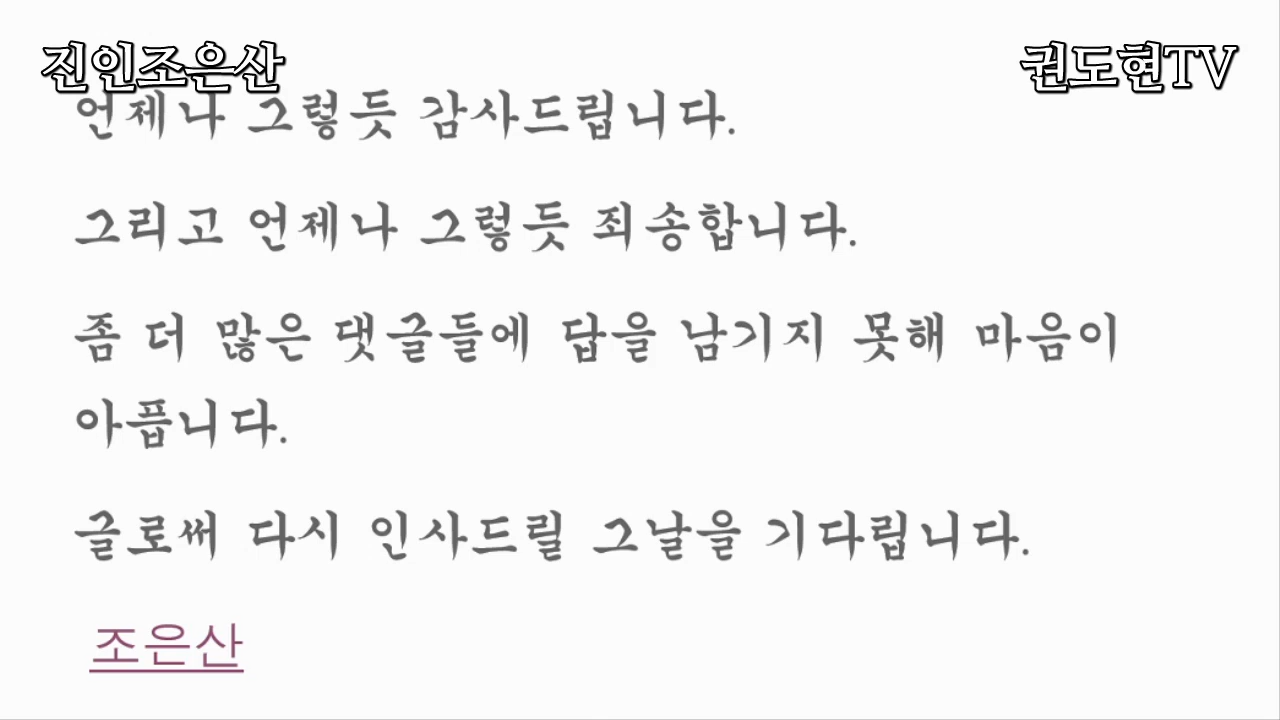 진인조은산
권도현TV
언제나 그렇듯 감사드립니다.
그리고 언제나 그렇듯 죄송합니다.
좀 더 많은 댓글들에 답을 남기지 못해 마음이
아픕니다.
글로써 다시 인사드릴 그날을 기다립니다.
조은산